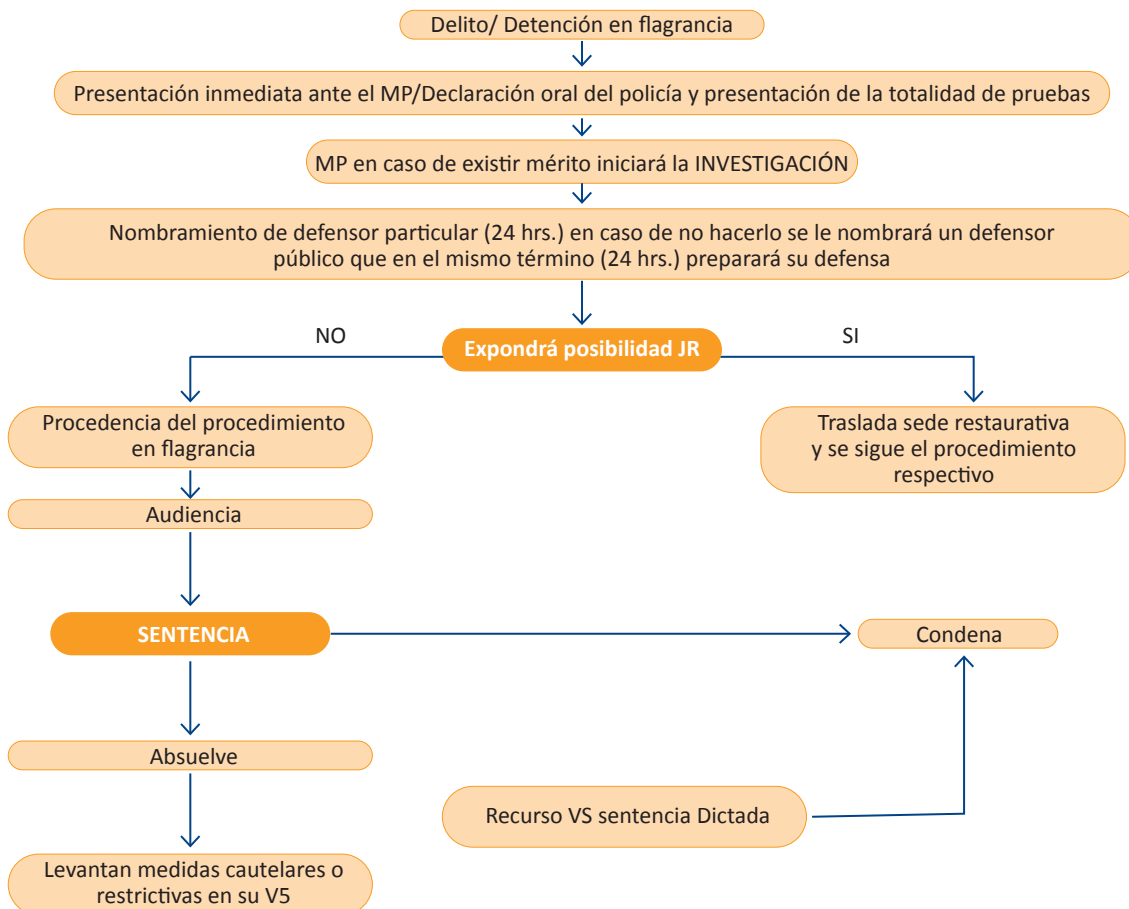 Delito/ Detención en flagrancia
Presentación inmediata ante el MP/Declaración oral del policía y presentación de la totalidad de pruebas
MP en caso de existir mérito iniciará la INVESTIGACIÓN
Nombramiento de defensor particular (24 hrs.) en caso de no hacerlo se le nombrará un defensor
público que en el mismo término (24 hrs.) preparará su defensa
NO
Expondrá posibilidad JR
SI
Procedencia del procedimiento
en flagrancia
Traslada sede restaurativa
y se sigue el procedimiento
respectivo
Audiencia
SENTENCIA
Condena
Absuelve
Recurso VS sentencia Dictada
Levantan medidas cautelares o
restrictivas en su V5